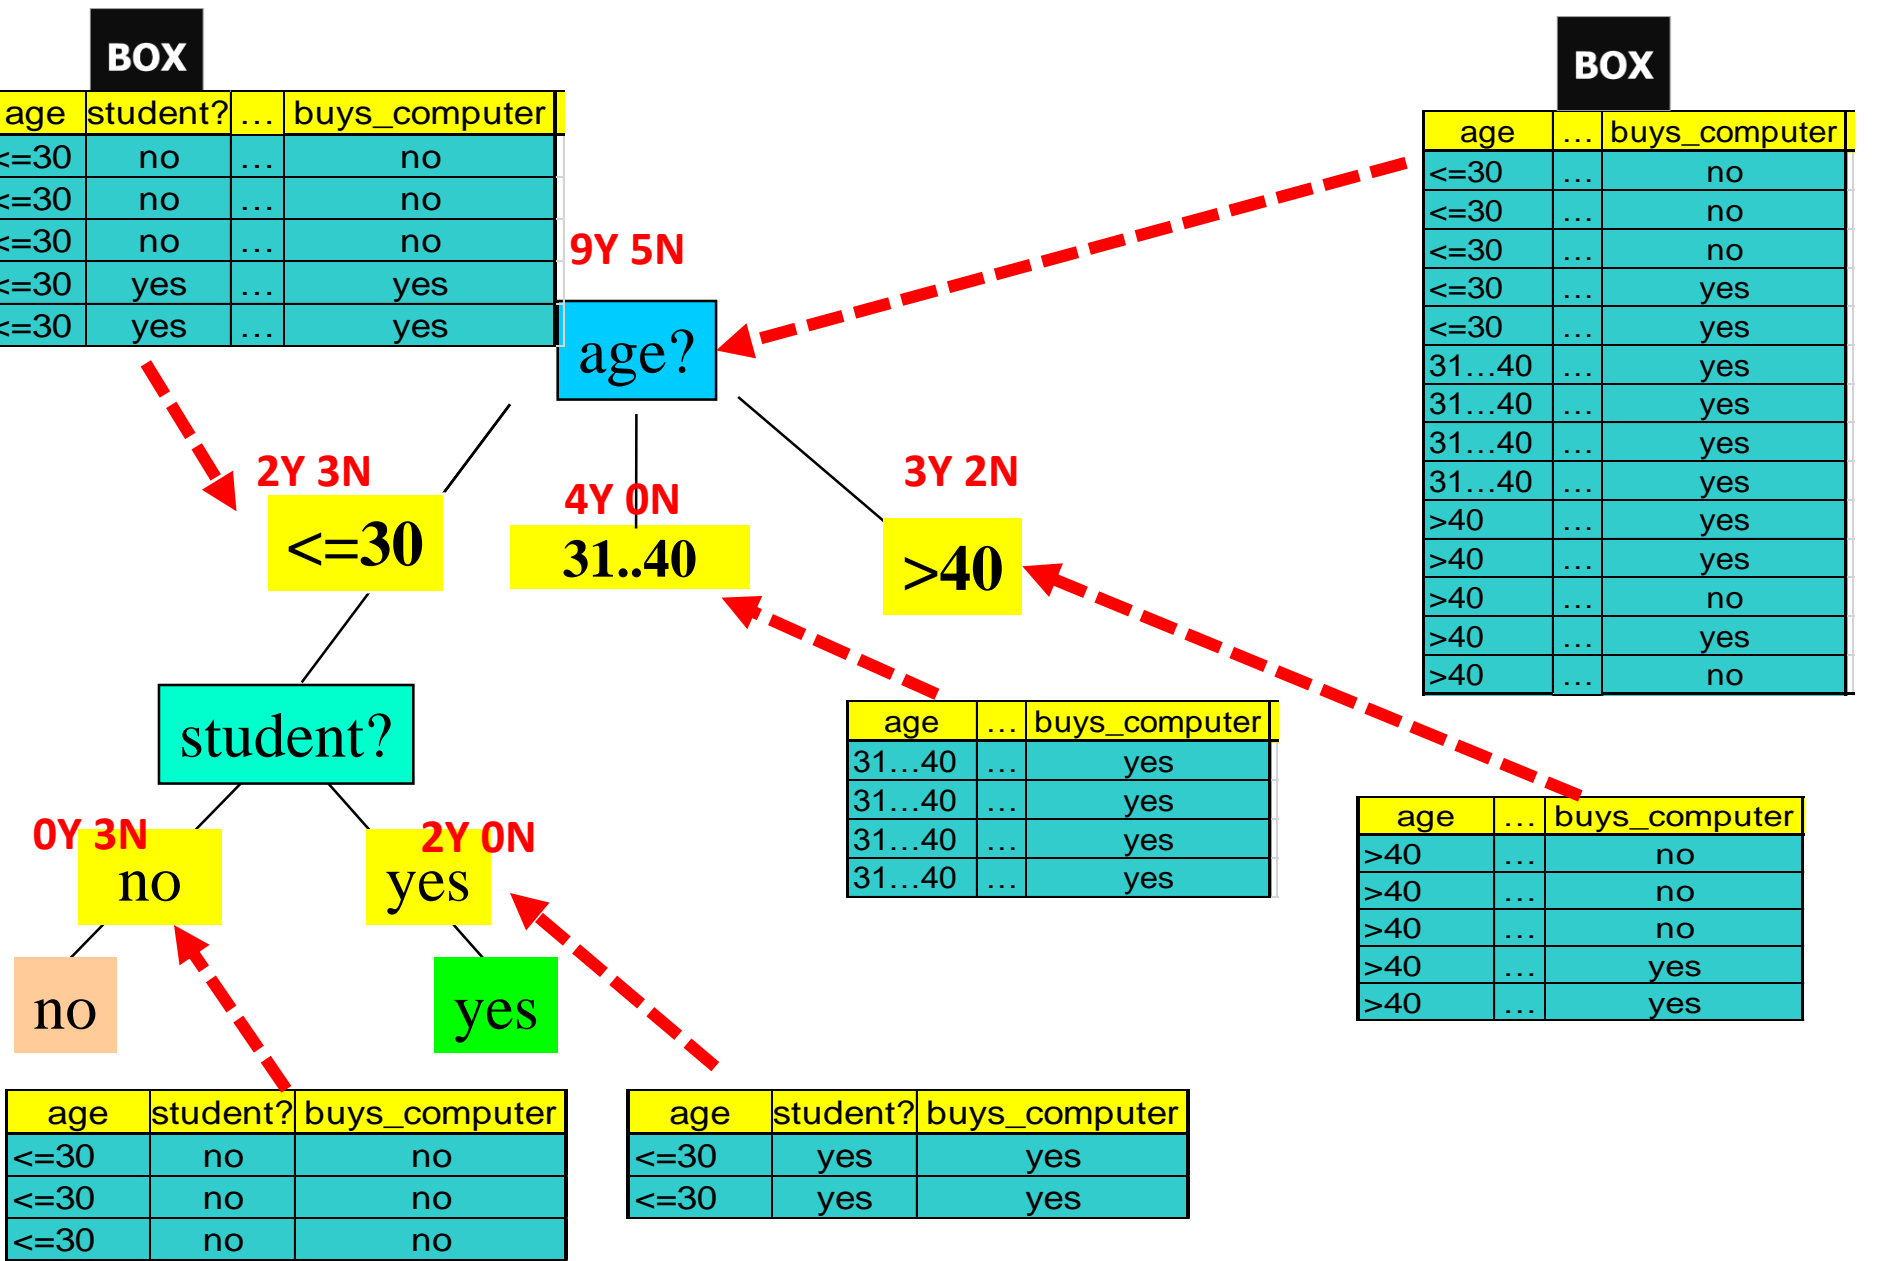 BOX
age student? ... buys_computer
<=30 no ... no
<=30 no ... no
<=30 no ... no
<=30 yes ... yes
<=30 yes ... yes
BOX
age ... buys_computer
<=30 ... no
<=30 ... no
<=30 ... no
<=30 ... yes
<=30 ... yes
31...40 ... yes
31...40 ... yes
31...40 ... yes
31...40 ... yes
>40 ... yes
>40 ... yes
>40 ... no
>40 ... yes
>40 ... no
9Y 5N
age?
2Y 3N
<=30
4Y 0N
31..40
3Y 2N
>40
student?
0Y 3N
no
2Y 0N
yes
no
yes
age ... buys_computer
31...40 ... yes
31...40 ... yes
31...40 ... yes
31...40 ... yes
age ... buys_computer
>40 ... no
>40 ... no
>40 ... no
>40 ... yes
>40 ... yes
age student? buys_computer
<=30 no no
<=30 no no
<=30 no no
age student? buys_computer
<=30 yes yes
<=30 yes yes